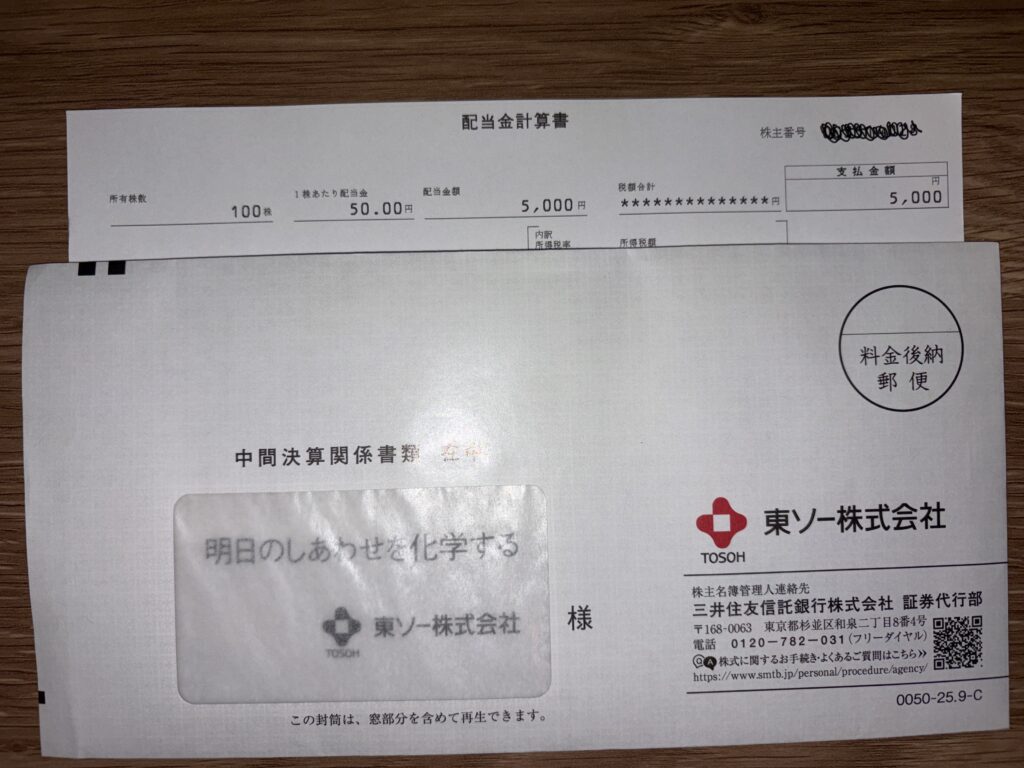 配当金計算書
株主番号
所有株数
100株
1株あたり配当金
50.00円
配当金額
5,000円
税額合計
*************円
支払金額
円
5,000
内訳
所得税率
所得税額
料金後納
郵便
中間決算関係書類 在中
明日のしあわせを化学する
TOSOH
東ソー株式会社
様
この封筒は、窓部分を含めて再生できます。
TOSOH
東ソー株式会社
株主名簿管理人連絡先
三井住友信託銀行株式会社 証券代行部
〒168-0063 東京都杉並区和泉二丁目8番4号
電話 0120-782-031(フリーダイヤル)
Q A 株式に関するお手続き・よくあるご質問はこちら››
https://www.smtb.jp/personal/procedure/agency/
0050-25.9-C